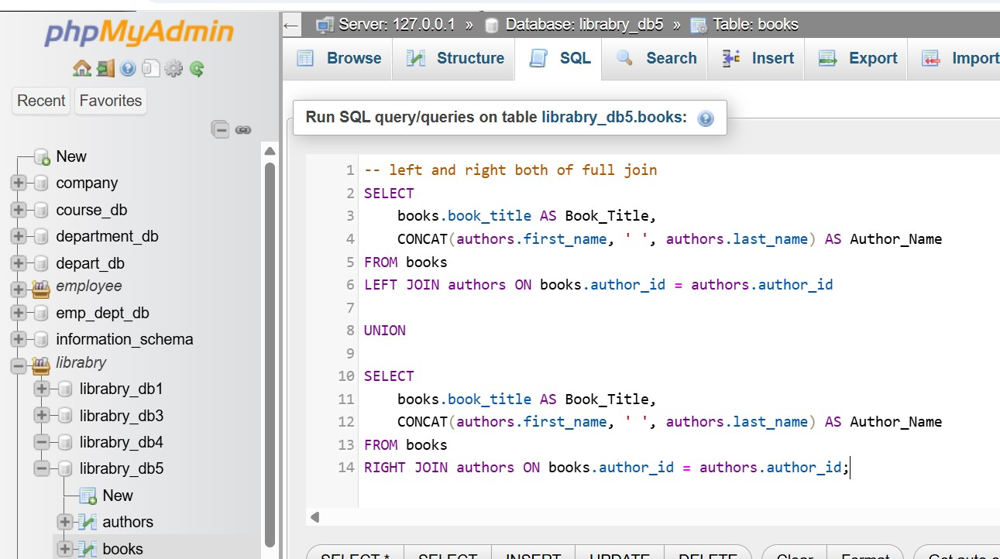 phpMyAdmin
Recent Favorites
New
company
course_db
department_db
depart_db
employee
emp_dept_db
information_schema
librabry
librabry_db1
librabry_db3
librabry_db4
librabry_db5
New
authors
books
Server: 127.0.0.1 » Database: librabry_db5 » Table: books
Browse Structure SQL Search Insert Export Import
Run SQL query/queries on table librabry_db5.books:
1 -- left and right both of full join
2 SELECT
3 books.book_title AS Book_Title,
4 CONCAT(authors.first_name, ' ', authors.last_name) AS Author_Name
5 FROM books
6 LEFT JOIN authors ON books.author_id = authors.author_id
7
8 UNION
9
10 SELECT
11 books.book_title AS Book_Title,
12 CONCAT(authors.first_name, ' ', authors.last_name) AS Author_Name
13 FROM books
14 RIGHT JOIN authors ON books.author_id = authors.author_id;
SELECT * SELECT INSERT UPDATE DELETE Clear Format Get auto